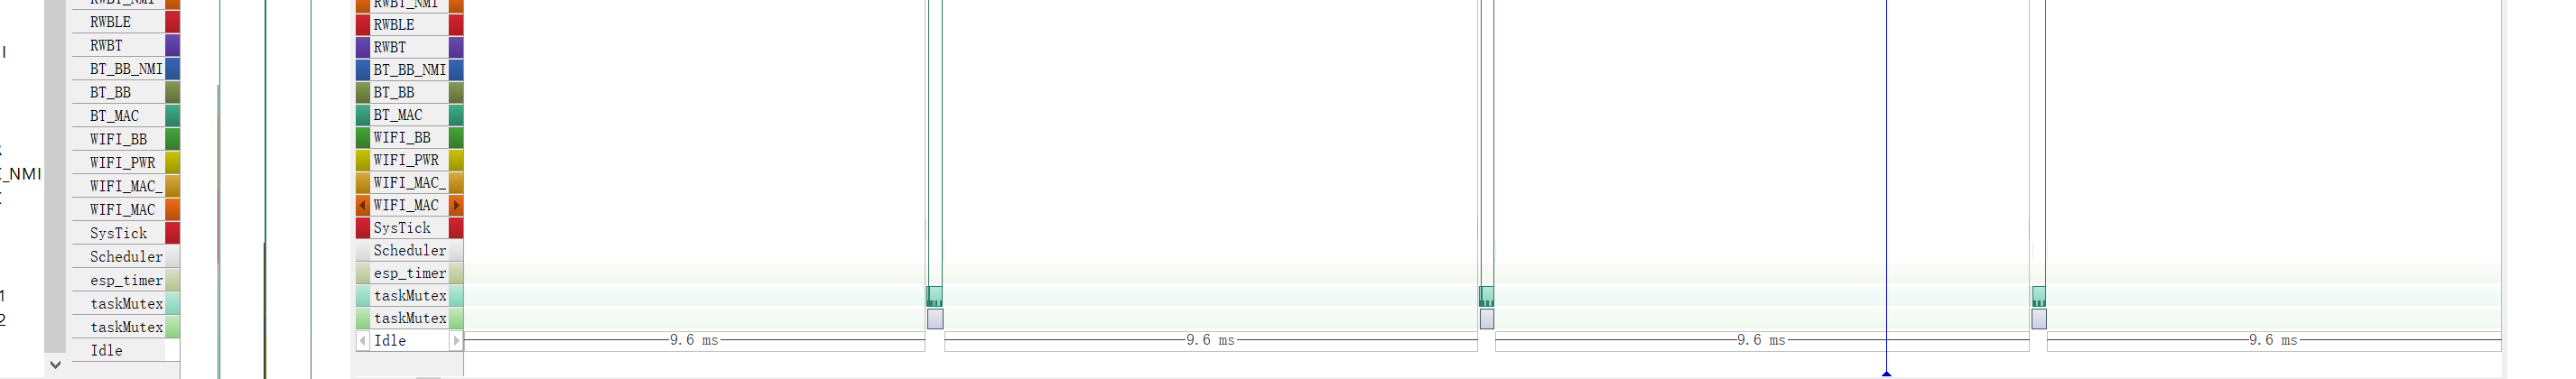 RWBT_NMI
RWBLE
RWBT
BT_BB_NMI
BT_BB
BT_MAC
WIFI_BB
WIFI_PWR
WIFI_MAC_
WIFI_MAC
SysTick
Scheduler
esp_timer
taskMutex
taskMutex
Idle
_NMI
1
2
RWBT_NMI
RWBLE
RWBT
BT_BB_NMI
BT_BB
BT_MAC
WIFI_BB
WIFI_PWR
WIFI_MAC_
WIFI_MAC
SysTick
Scheduler
esp_timer
taskMutex
taskMutex
Idle
9.6 ms
9.6 ms
9.6 ms
9.6 ms